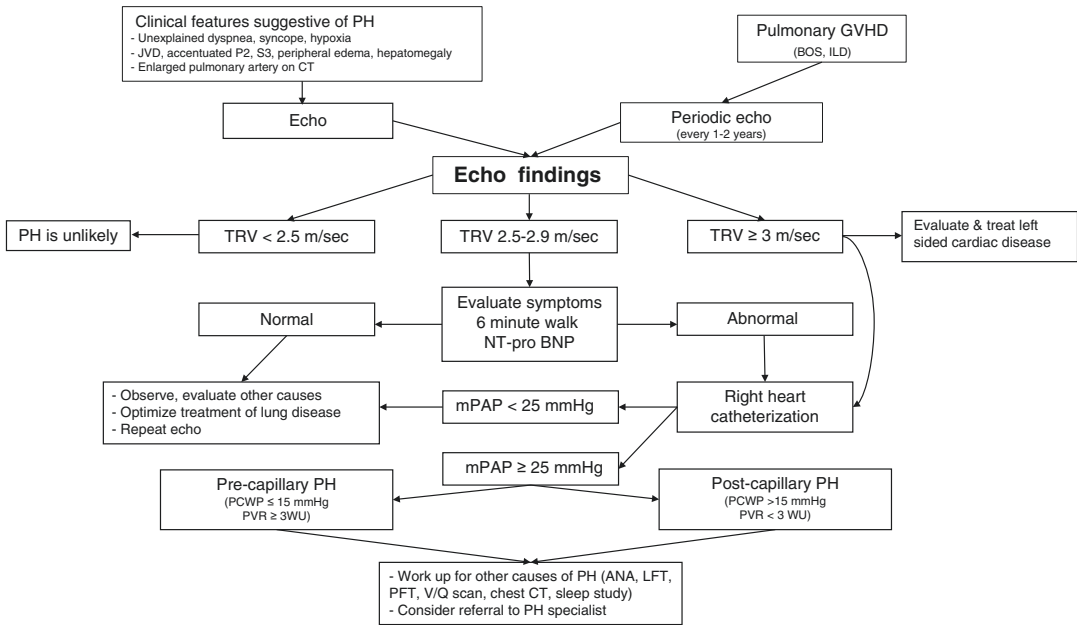 Clinical features suggestive of PH
- Unexplained dyspnea, syncope, hypoxia
- JVD, accentuated P2, S3, peripheral edema, hepatomegaly
- Enlarged pulmonary artery on CT
Pulmonary GVHD
(BOS, ILD)
Echo
Periodic echo
(every 1-2 years)
Echo findings
PH is unlikely
TRV < 2.5 m/sec
TRV 2.5-2.9 m/sec
TRV ≥ 3 m/sec
Evaluate & treat left
sided cardiac disease
Normal
Evaluate symptoms
6 minute walk
NT-pro BNP
Abnormal
- Observe, evaluate other causes
- Optimize treatment of lung disease
- Repeat echo
mPAP < 25 mmHg
Right heart
catheterization
mPAP ≥ 25 mmHg
Pre-capillary PH
(PCWP ≤ 15 mmHg
PVR ≥ 3WU)
Post-capillary PH
(PCWP >15 mmHg
PVR < 3 WU)
- Work up for other causes of PH (ANA, LFT,
PFT, V/Q scan, chest CT, sleep study)
- Consider referral to PH specialist